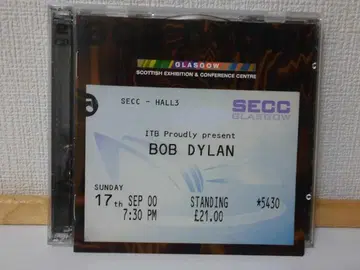 GLASGOW
SCOTTISH EXHIBITION & CONFERENCE CENTRE
SECC - HALL3
SECC
GLASGOW
ITB Proudly present
BOB DYLAN
SUNDAY
17th SEP 00 STANDING *5430
7:30 PM £21.00